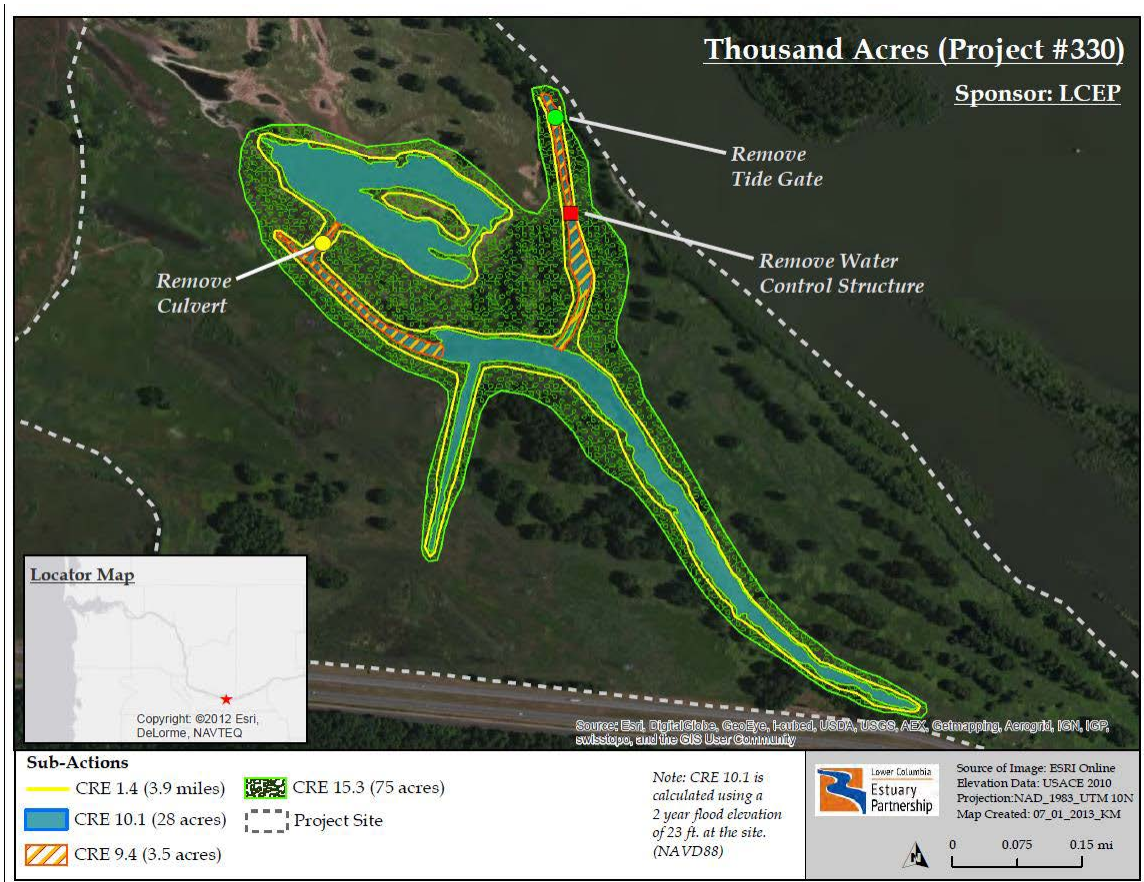 Thousand Acres (Project #330)
Sponsor: LCEP
Remove
Tide Gate
Remove Water
Control Structure
Remove
Culvert
Locator Map
Copyright: ©2012 Esri,
DeLorme, NAVTEQ
Source: Esri, DigitalGlobe, GeoEye, i-cubed, USDA, USGS, AEX, Getmapping, Aerogrid, IGN, IGP,
swisstopo, and the GIS User Community
Sub-Actions
CRE 1.4 (3.9 miles)
CRE 10.1 (28 acres)
CRE 9.4 (3.5 acres)
CRE 15.3 (75 acres)
Project Site
Note: CRE 10.1 is
calculated using a
2 year flood elevation
of 23 ft. at the site.
(NAVD88)
Lower Columbia
Estuary
Partnership
Source of Image: ESRI Online
Elevation Data: USACE 2010
Projection:NAD_1983_UTM 10N
Map Created: 07_01_2013_KM
N
0 0.075 0.15 mi